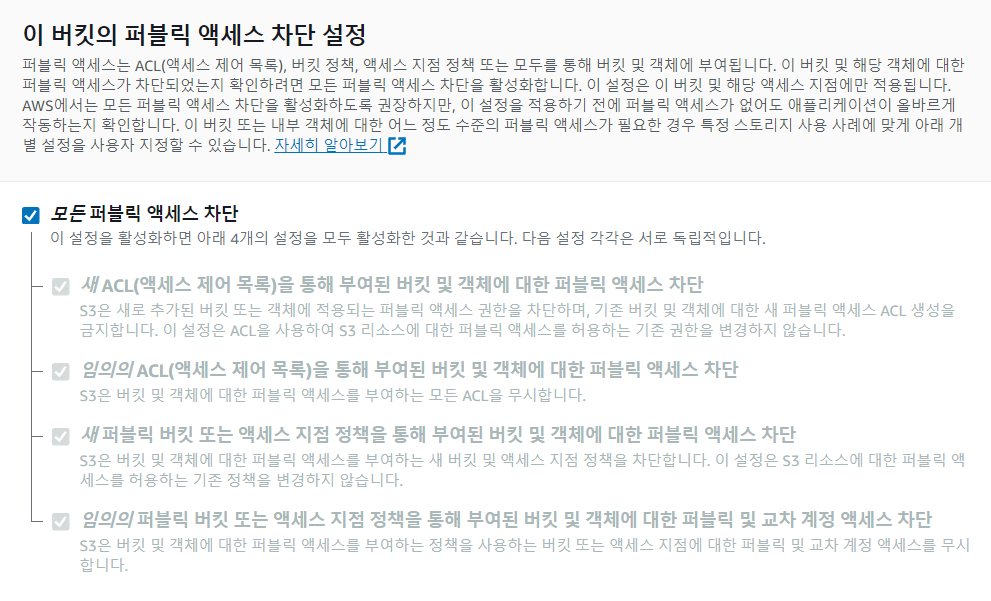 이 버킷의 퍼블릭 액세스 차단 설정
퍼블릭 액세스는 ACL(액세스 제어 목록), 버킷 정책, 액세스 지점 정책 또는 모두를 통해 버킷 및 객체에 부여됩니다. 이 버킷 및 해당 객체에 대한
퍼블릭 액세스가 차단되었는지 확인하려면 모든 퍼블릭 액세스 차단을 활성화합니다. 이 설정은 이 버킷 및 해당 액세스 지점에만 적용됩니다.
AWS에서는 모든 퍼블릭 액세스 차단을 활성화하도록 권장하지만, 이 설정을 적용하기 전에 퍼블릭 액세스가 없어도 애플리케이션이 올바르게
작동하는지 확인합니다. 이 버킷 또는 내부 객체에 대한 어느 정도 수준의 퍼블릭 액세스가 필요한 경우 특정 스토리지 사용 사례에 맞게 아래 개
별 설정을 사용자 지정할 수 있습니다. 자세히 알아보기
모든 퍼블릭 액세스 차단
이 설정을 활성화하면 아래 4개의 설정을 모두 활성화한 것과 같습니다. 다음 설정 각각은 서로 독립적입니다.
새 ACL(액세스 제어 목록)을 통해 부여된 버킷 및 객체에 대한 퍼블릭 액세스 차단
S3은 새로 추가된 버킷 또는 객체에 적용되는 퍼블릭 액세스 권한을 차단하며, 기존 버킷 및 객체에 대한 새 퍼블릭 액세스 ACL 생성을
금지합니다. 이 설정은 ACL을 사용하여 S3 리소스에 대한 퍼블릭 액세스를 허용하는 기존 권한을 변경하지 않습니다.
임의의 ACL(액세스 제어 목록)을 통해 부여된 버킷 및 객체에 대한 퍼블릭 액세스 차단
S3은 버킷 및 객체에 대한 퍼블릭 액세스를 부여하는 모든 ACL을 무시합니다.
새 퍼블릭 버킷 또는 액세스 지점 정책을 통해 부여된 버킷 및 객체에 대한 퍼블릭 액세스 차단
S3은 버킷 및 객체에 대한 퍼블릭 액세스를 부여하는 새 버킷 및 액세스 지점 정책을 차단합니다. 이 설정은 S3 리소스에 대한 퍼블릭 액
세스를 허용하는 기존 정책을 변경하지 않습니다.
임의의 퍼블릭 버킷 또는 액세스 지점 정책을 통해 부여된 버킷 및 객체에 대한 퍼블릭 및 교차 계정 액세스 차단
S3은 버킷 및 객체에 대한 퍼블릭 액세스를 부여하는 정책을 사용하는 버킷 또는 액세스 지점에 대한 퍼블릭 및 교차 계정 액세스를 무시
합니다.